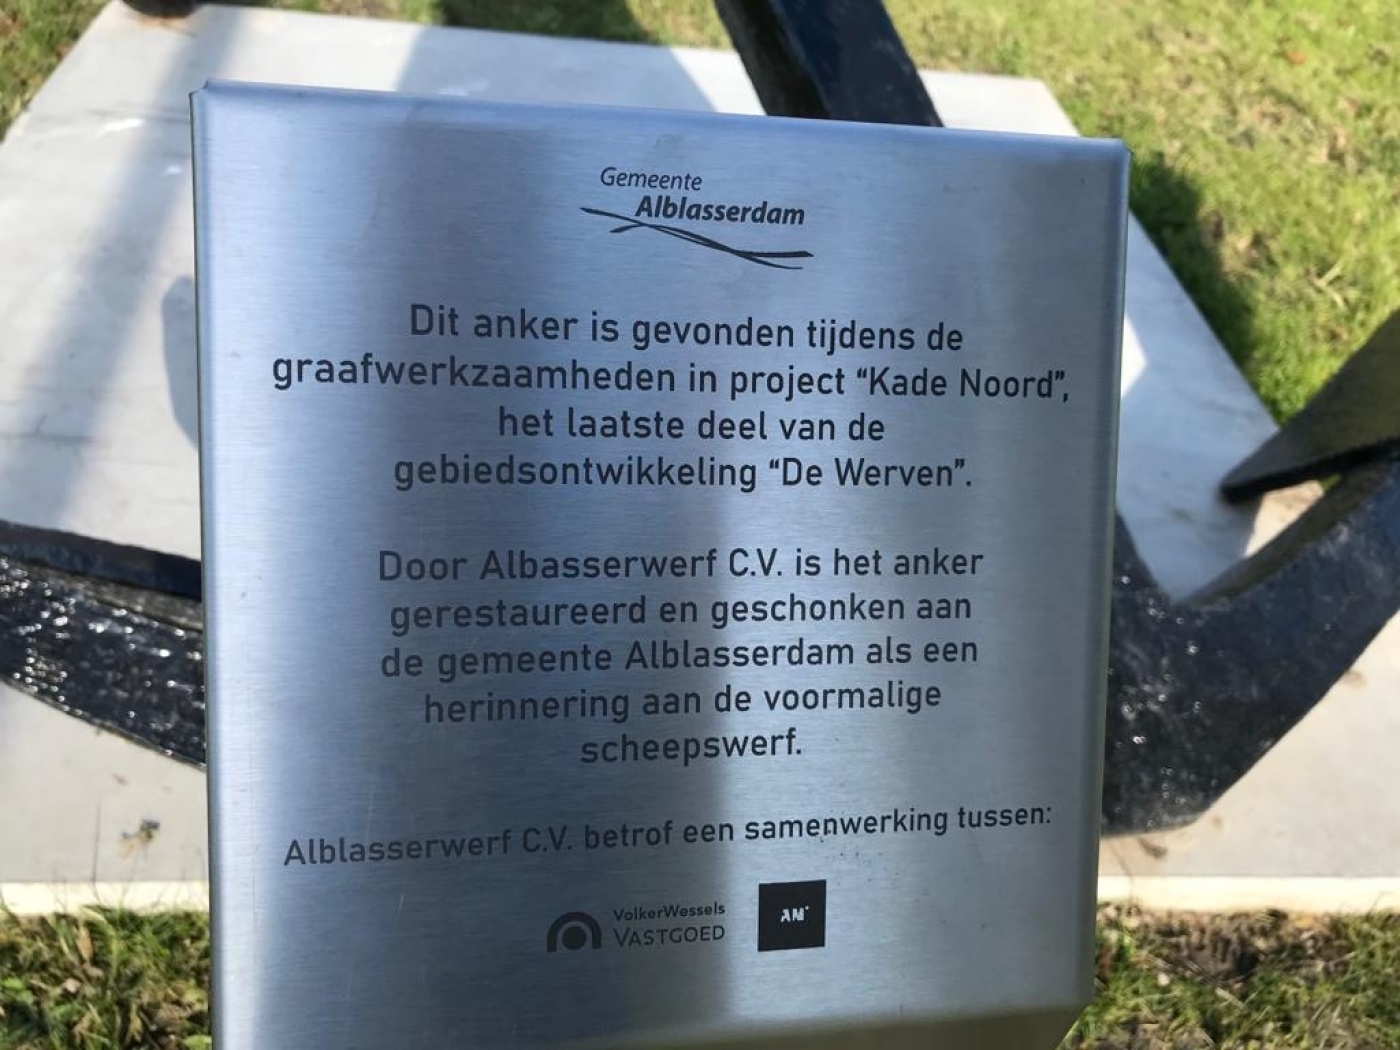 Gemeente
Alblasserdam
Dit anker is gevonden tijdens de
graafwerkzaamheden in project “Kade Noord”,
het laatste deel van de
gebiedsontwikkeling “De Werven”.
Door Albasserwerf C.V. is het anker
gerestaureerd en geschonken aan
de gemeente Alblasserdam als een
herinnering aan de voormalige
scheepswerf.
Alblasserwerf C.V. betrof een samenwerking tussen:
VolkerWessels
VASTGOED
AM